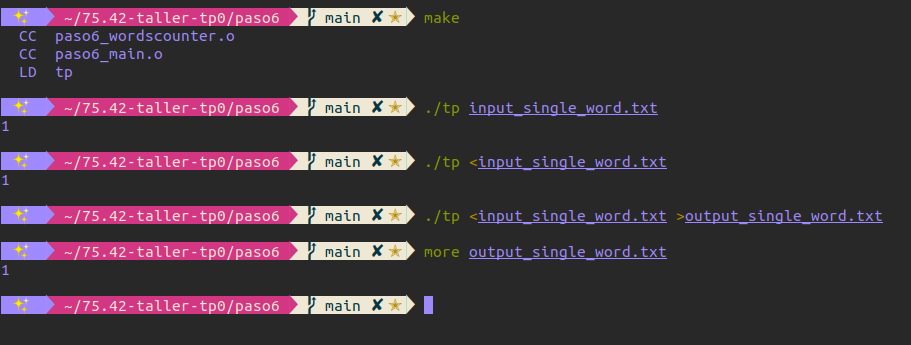 ✨ ~/75.42-taller-tp0/paso6 main ✘ ✭ make
CC paso6_wordscounter.o
CC paso6_main.o
LD tp
✨ ~/75.42-taller-tp0/paso6 main ✘ ✭ ./tp input_single_word.txt
1
✨ ~/75.42-taller-tp0/paso6 main ✘ ✭ ./tp <input_single_word.txt
1
✨ ~/75.42-taller-tp0/paso6 main ✘ ✭ ./tp <input_single_word.txt >output_single_word.txt
✨ ~/75.42-taller-tp0/paso6 main ✘ ✭ more output_single_word.txt
1
✨ ~/75.42-taller-tp0/paso6 main ✘ ✭